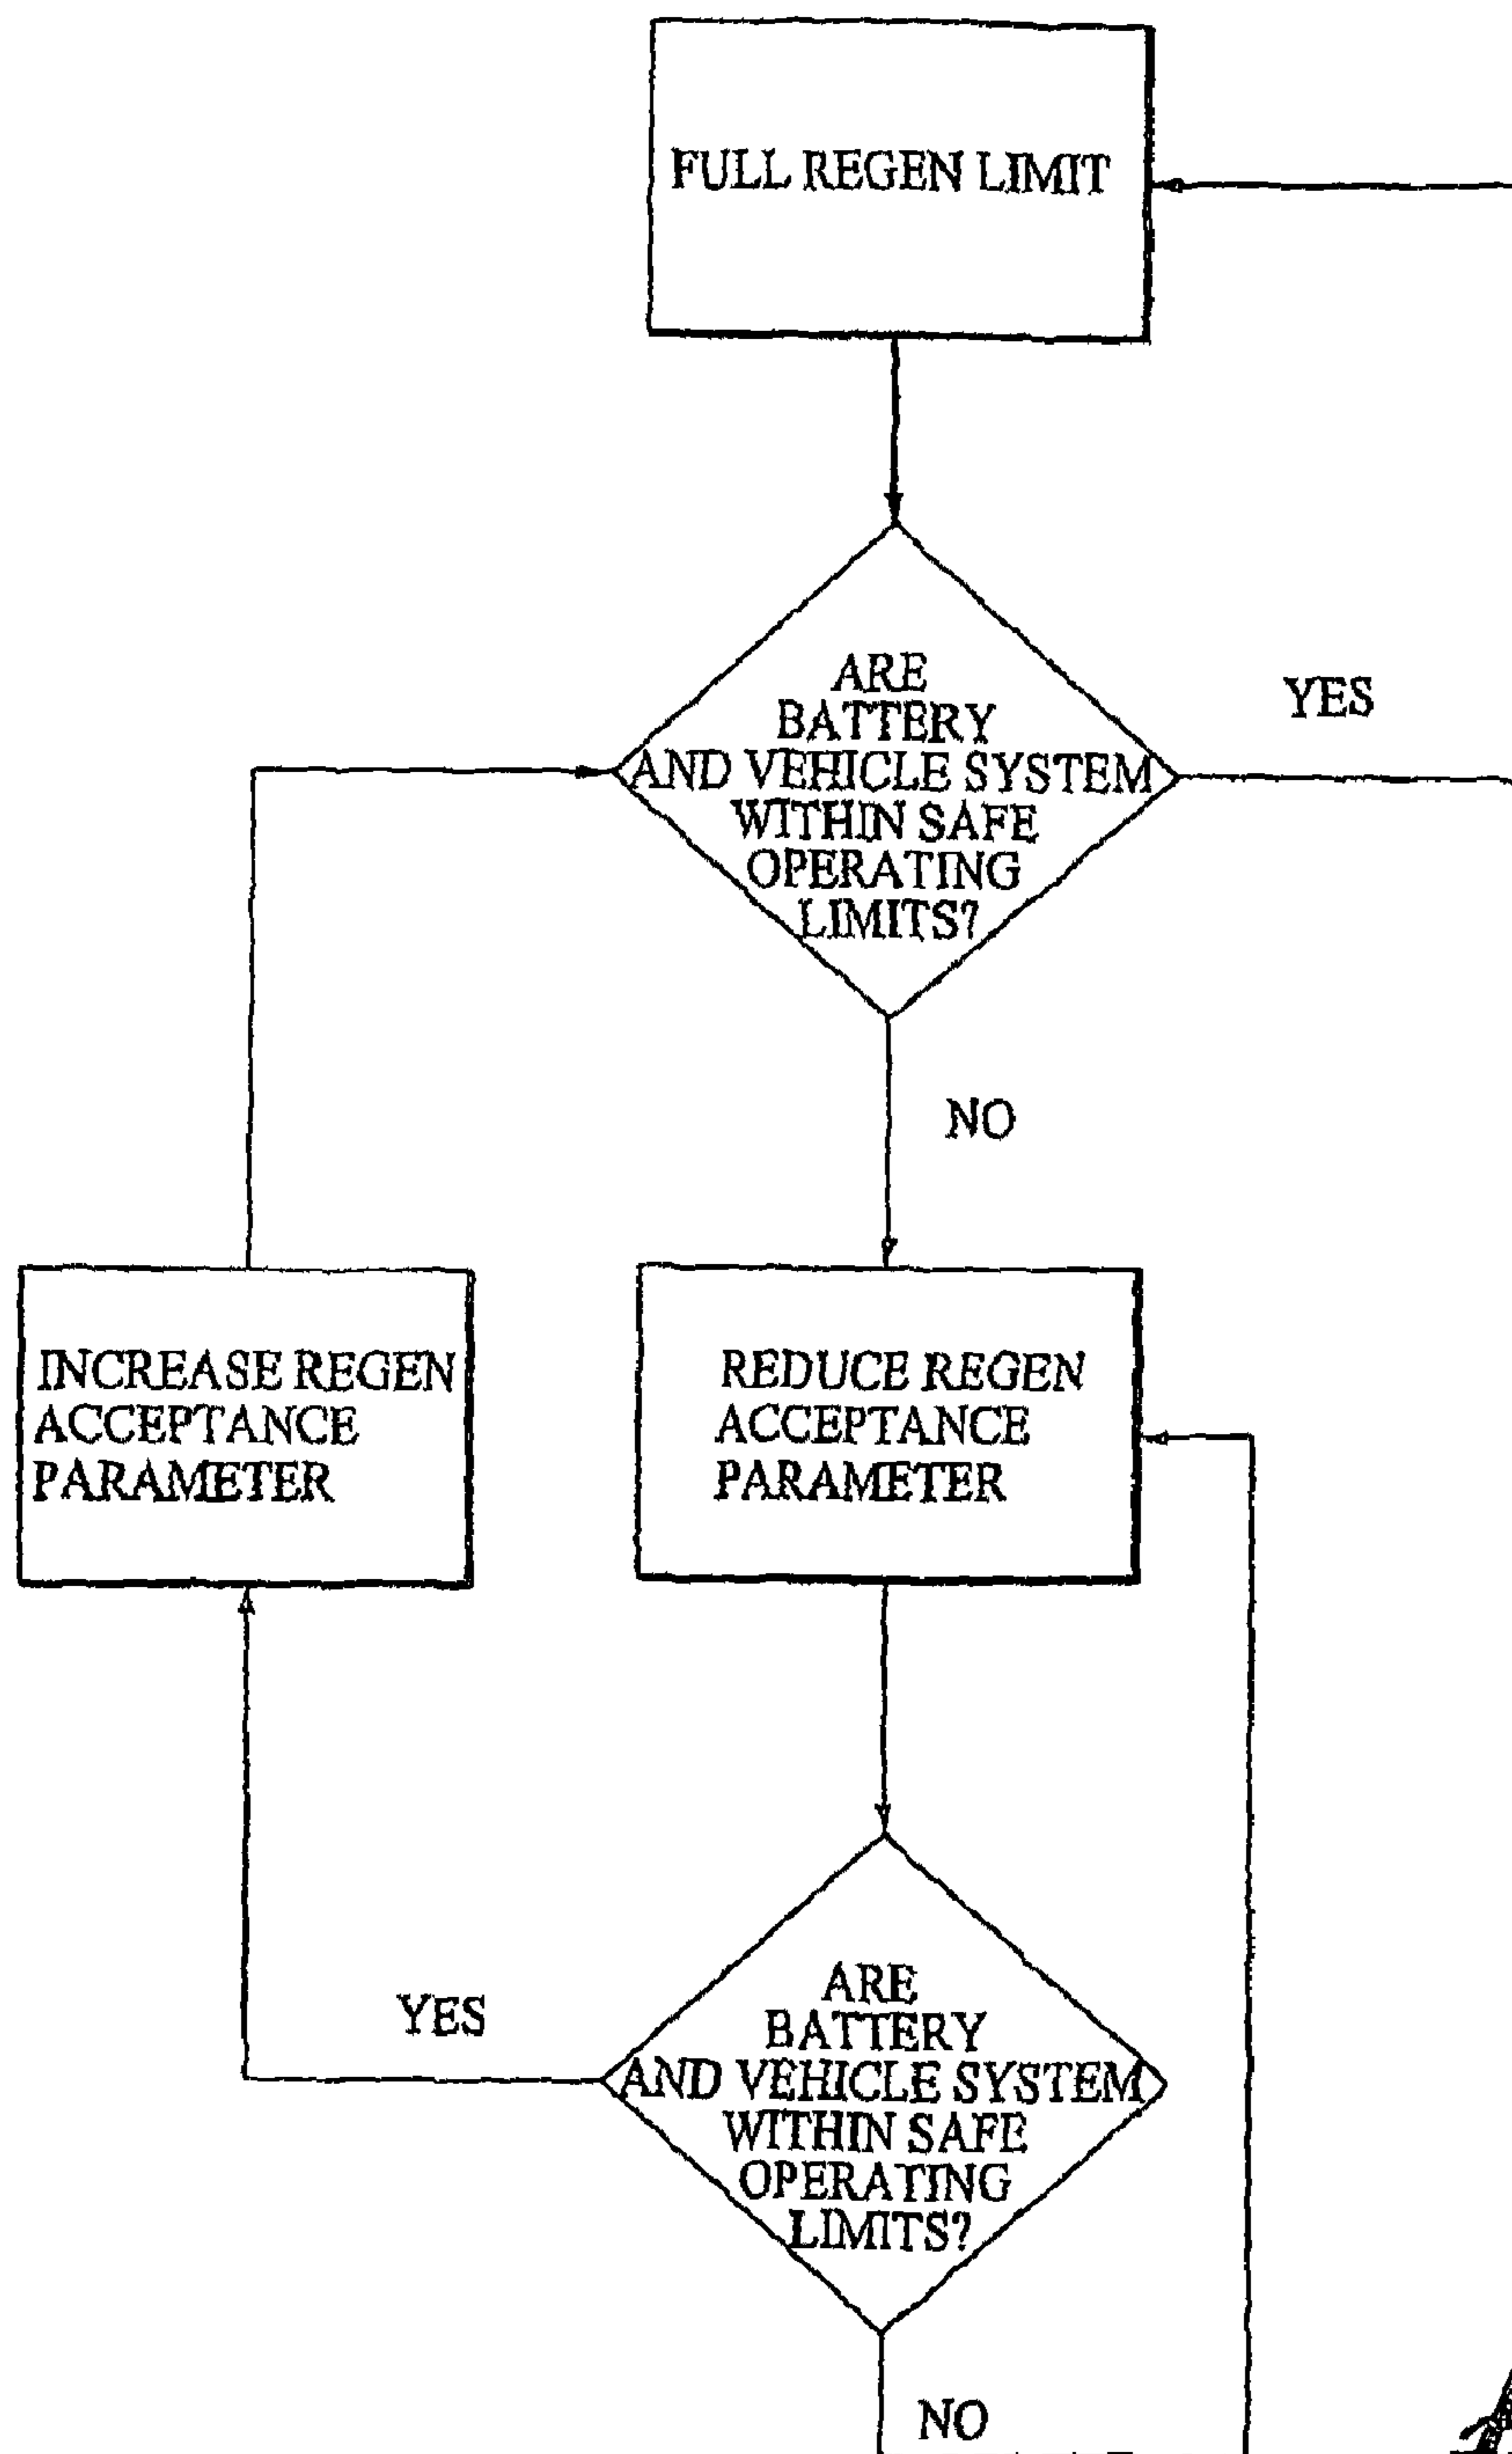 FULL REGEN LIMIT
ARE
BATTERY
AND VEHICLE SYSTEM
WITHIN SAFE
OPERATING
LIMITS?
YES
NO
INCREASE REGEN
ACCEPTANCE
PARAMETER
REDUCE REGEN
ACCEPTANCE
PARAMETER
YES
ARE
BATTERY
AND VEHICLE SYSTEM
WITHIN SAFE
OPERATING
LIMITS?
NO